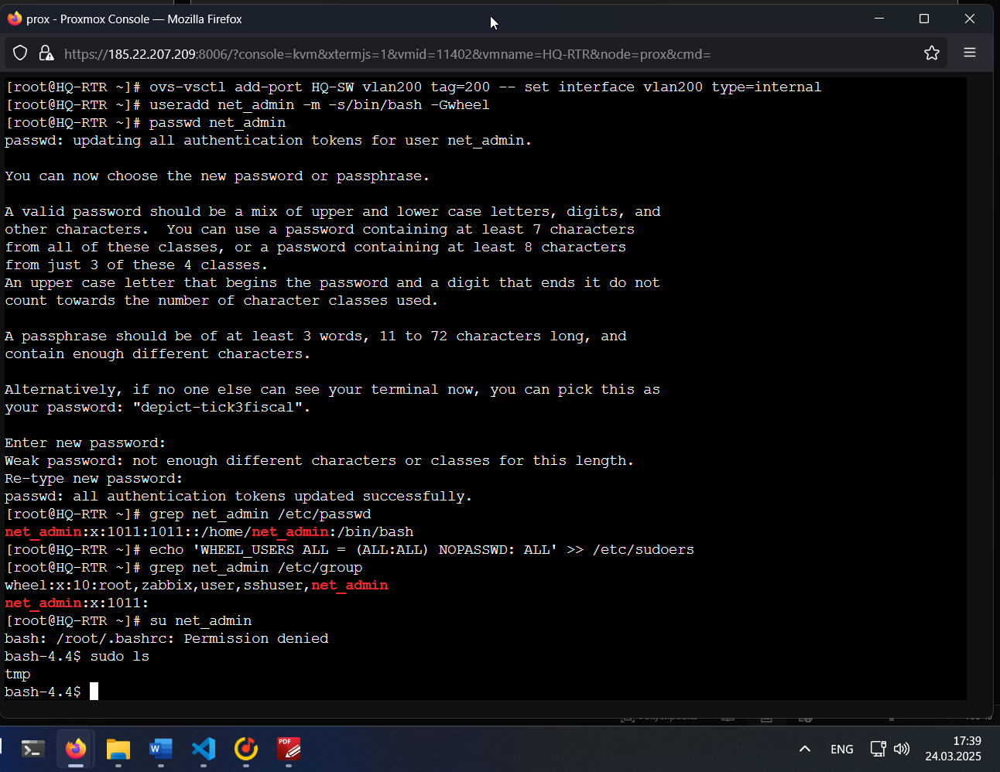 prox - Proxmox Console — Mozilla Firefox
https://185.22.207.209:8006/?console=kvm&xtermjs=1&vmid=11402&vmname=HQ-RTR&node=prox&cmd=
[root@HQ-RTR ~]# ovs-vsctl add-port HQ-SW vlan200 tag=200 -- set interface vlan200 type=internal
[root@HQ-RTR ~]# useradd net_admin -m -s/bin/bash -Gwheel
[root@HQ-RTR ~]# passwd net_admin
passwd: updating all authentication tokens for user net_admin.
You can now choose the new password or passphrase.
A valid password should be a mix of upper and lower case letters, digits, and
other characters.  You can use a password containing at least 7 characters
from all of these classes, or a password containing at least 8 characters
from just 3 of these 4 classes.
An upper case letter that begins the password and a digit that ends it do not
count towards the number of character classes used.
A passphrase should be of at least 3 words, 11 to 72 characters long, and
contain enough different characters.
Alternatively, if no one else can see your terminal now, you can pick this as
your password: "depict-tick3fiscal".
Enter new password:
Weak password: not enough different characters or classes for this length.
Re-type new password:
passwd: all authentication tokens updated successfully.
[root@HQ-RTR ~]# grep net_admin /etc/passwd
net_admin:x:1011:1011::/home/net_admin:/bin/bash
[root@HQ-RTR ~]# echo 'WHEEL_USERS ALL = (ALL:ALL) NOPASSWD: ALL' >> /etc/sudoers
[root@HQ-RTR ~]# grep net_admin /etc/group
wheel:x:10:root,zabbix,user,sshuser,net_admin
net_admin:x:1011:
[root@HQ-RTR ~]# su net_admin
bash: /root/.bashrc: Permission denied
bash-4.4$ sudo ls
tmp
bash-4.4$
W
PDF
ENG
17:39
24.03.2025